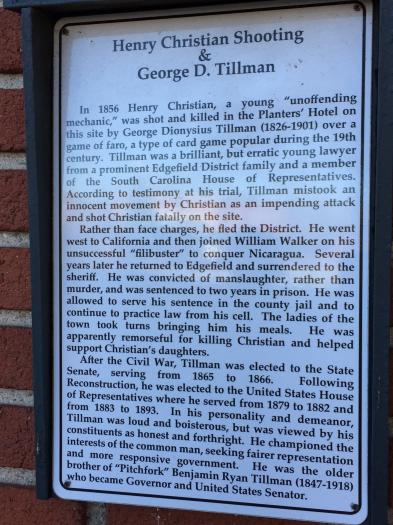 Henry Christian Shooting
&
George D. Tillman
In 1856 Henry Christian, a young "unoffending
mechanic," was shot and killed in the Planters' Hotel on
this site by George Dionysius Tillman (1826-1901) over a
game of faro, a type of card game popular during the 19th
century. Tillman was a brilliant, but erratic young lawyer
from a prominent Edgefield District family and a member
of the South Carolina House of Representatives.
According to testimony at his trial, Tillman mistook an
innocent movement by Christian as an impending attack
and shot Christian fatally on the site.
Rather than face charges, he fled the District. He went
west to California and then joined William Walker on his
unsuccessful "filibuster" to conquer Nicaragua. Several
years later he returned to Edgefield and surrendered to the
sheriff. He was convicted of manslaughter, rather than
murder, and was sentenced to two years in prison. He was
allowed to serve his sentence in the county jail and to
continue to practice law from his cell. The ladies of the
town took turns bringing him his meals. He was
apparently remorseful for killing Christian and helped
support Christian's daughters.
After the Civil War, Tillman was elected to the State
Senate, serving from 1865 to 1866. Following
Reconstruction, he was elected to the United States House
of Representatives where he served from 1879 to 1882 and
from 1883 to 1893. In his personality and demeanor,
Tillman was loud and boisterous, but was viewed by his
constituents as honest and forthright. He championed the
interests of the common man, seeking fairer representation
and more responsive government. He was the older
brother of "Pitchfork" Benjamin Ryan Tillman (1847-1918)
who became Governor and United States Senator.